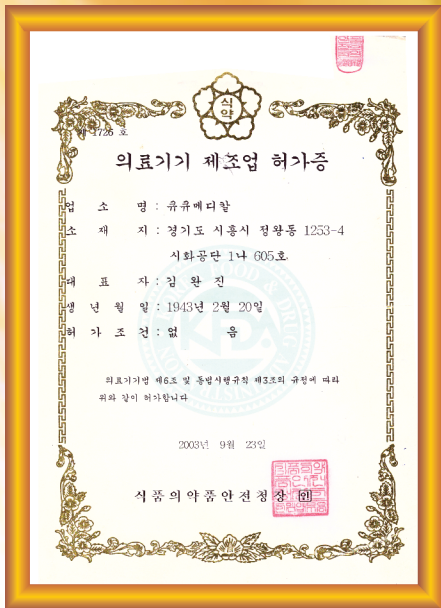 식약
제 1726 호
의료기기 제조업 허가증
업 소 명 : 유유메디칼
소 재 지 : 경기도 시흥시 정왕동 1253-4
시화공단 1나 605호
대 표 자 : 김 완 진
생 년 월 일 : 1943년 2월 20일
허 가 조 건 : 없 음
의료기기법 제6조 및 동법시행규칙 제3조의 규정에 따라
위와 같이 허가합니다
2003년 9월 23일
식품의약품안전청장 인
KFDA